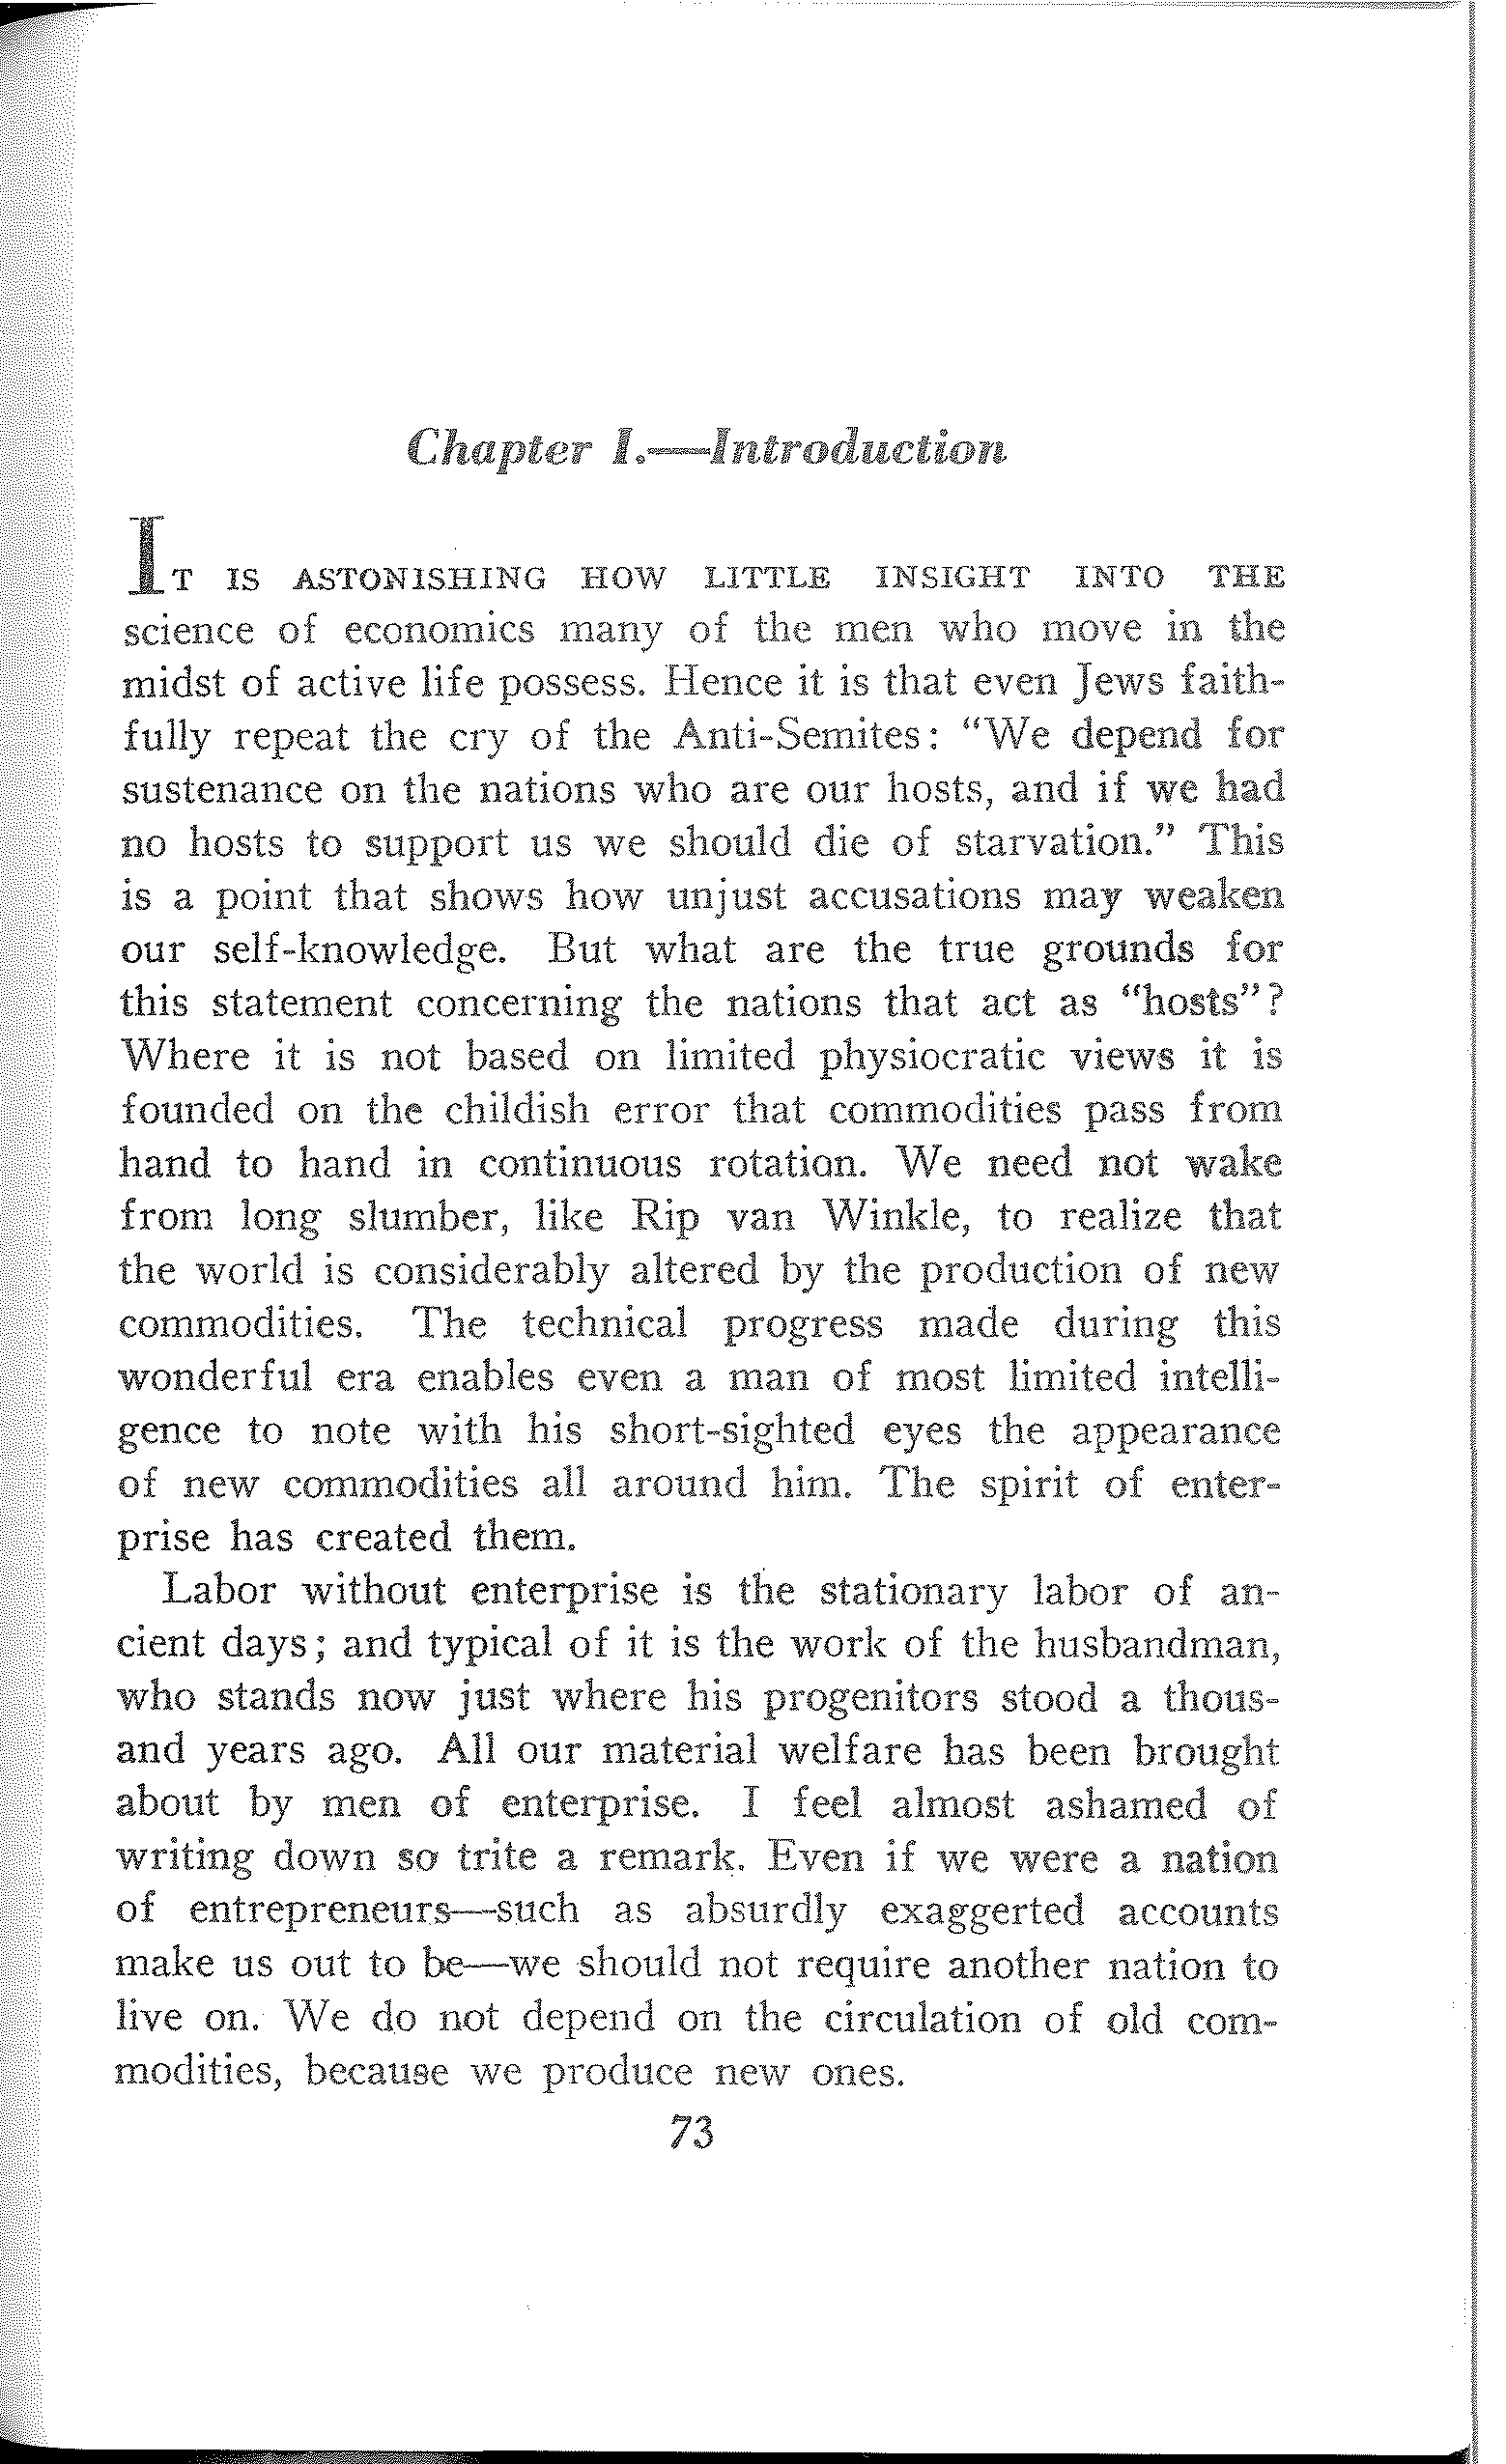 Chapter I.—Introduction
IT IS ASTONISHING HOW LITTLE INSIGHT INTO THE
science of economics many of the men who move in the
midst of active life possess. Hence it is that even Jews faith-
fully repeat the cry of the Anti-Semites: “We depend for
sustenance on the nations who are our hosts, and if we had
no hosts to support us we should die of starvation.” This
is a point that shows how unjust accusations may weaken
our self-knowledge. But what are the true grounds for
this statement concerning the nations that act as “hosts”?
Where it is not based on limited physiocratic views it is
founded on the childish error that commodities pass from
hand to hand in continuous rotation. We need not wake
from long slumber, like Rip van Winkle, to realize that
the world is considerably altered by the production of new
commodities. The technical progress made during this
wonderful era enables even a man of most limited intelli-
gence to note with his short-sighted eyes the appearance
of new commodities all around him. The spirit of enter-
prise has created them.
Labor without enterprise is the stationary labor of an-
cient days; and typical of it is the work of the husbandman,
who stands now just where his progenitors stood a thous-
and years ago. All our material welfare has been brought
about by men of enterprise. I feel almost ashamed of
writing down so trite a remark. Even if we were a nation
of entrepreneurs—such as absurdly exaggerted accounts
make us out to be—we should not require another nation to
live on. We do not depend on the circulation of old com-
modities, because we produce new ones.
73